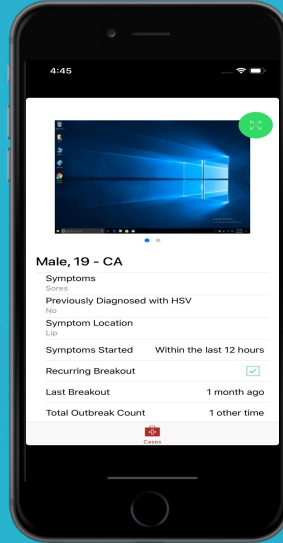 4:45
Male, 19 - CA
Symptoms
Sores
Previously Diagnosed with HSV
No
Symptom Location
Lip
Symptoms Started Within the last 12 hours
Recurring Breakout
Last Breakout 1 month ago
Total Outbreak Count 1 other time
Cases